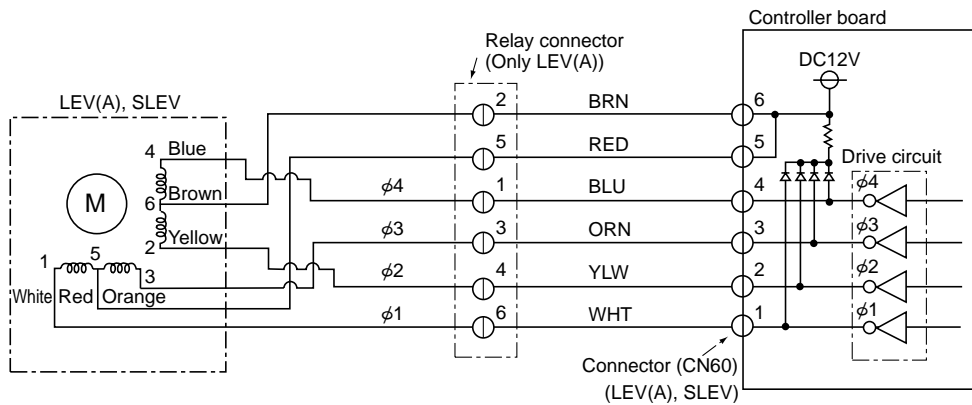 Controller board
Relay connector
(Only LEV(A))
DC12V
LEV(A), SLEV
2 BRN 6
5 RED 5
4 Blue
Drive circuit
M
6 Brown
ϕ4 1 BLU 4 ϕ4
2 Yellow
ϕ3 3 ORN 3 ϕ3
1 5 3
White Red Orange
ϕ2 4 YLW 2 ϕ2
ϕ1 6 WHT 1 ϕ1
Connector (CN60)
(LEV(A), SLEV)